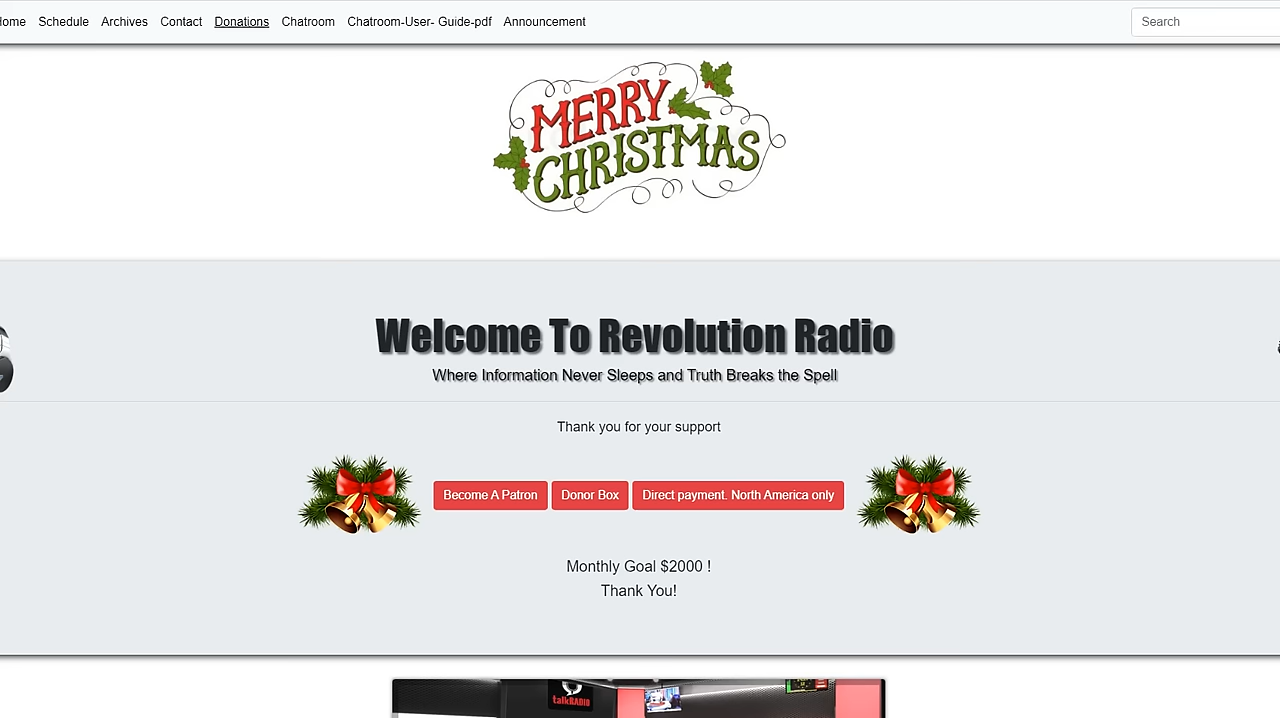 Home Schedule Archives Contact Donations Chatroom Chatroom-User- Guide-pdf Announcement Search
MERRY
CHRISTMAS
Welcome To Revolution Radio
Where Information Never Sleeps and Truth Breaks the Spell
Thank you for your support
Become A Patron Donor Box Direct payment. North America only
Monthly Goal $2000 !
Thank You!
talkRADIO